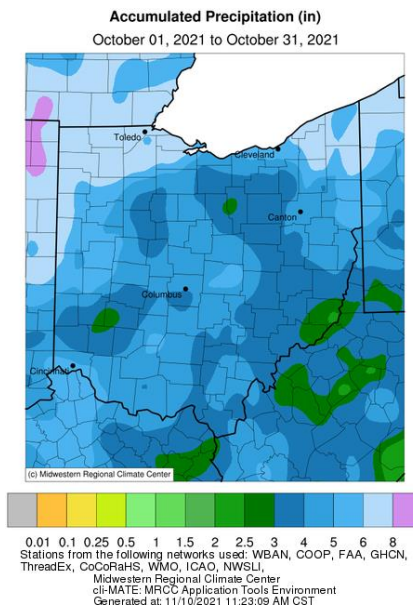 Accumulated Precipitation (in)
October 01, 2021 to October 31, 2021
Toledo
Cleveland
Canton
Columbus
Cincinnati
(c) Midwestern Regional Climate Center
0.01 0.1 0.25 0.5 1 1.5 2 2.5 3 4 5 6 8
Stations from the following networks used: WBAN, COOP, FAA, GHCN,
ThreadEx, CoCoRaHS, WMO, ICAO, NWSLI,
Midwestern Regional Climate Center
cli-MATE: MRCC Application Tools Environment
Generated at: 11/10/2021 11:23:09 AM CST